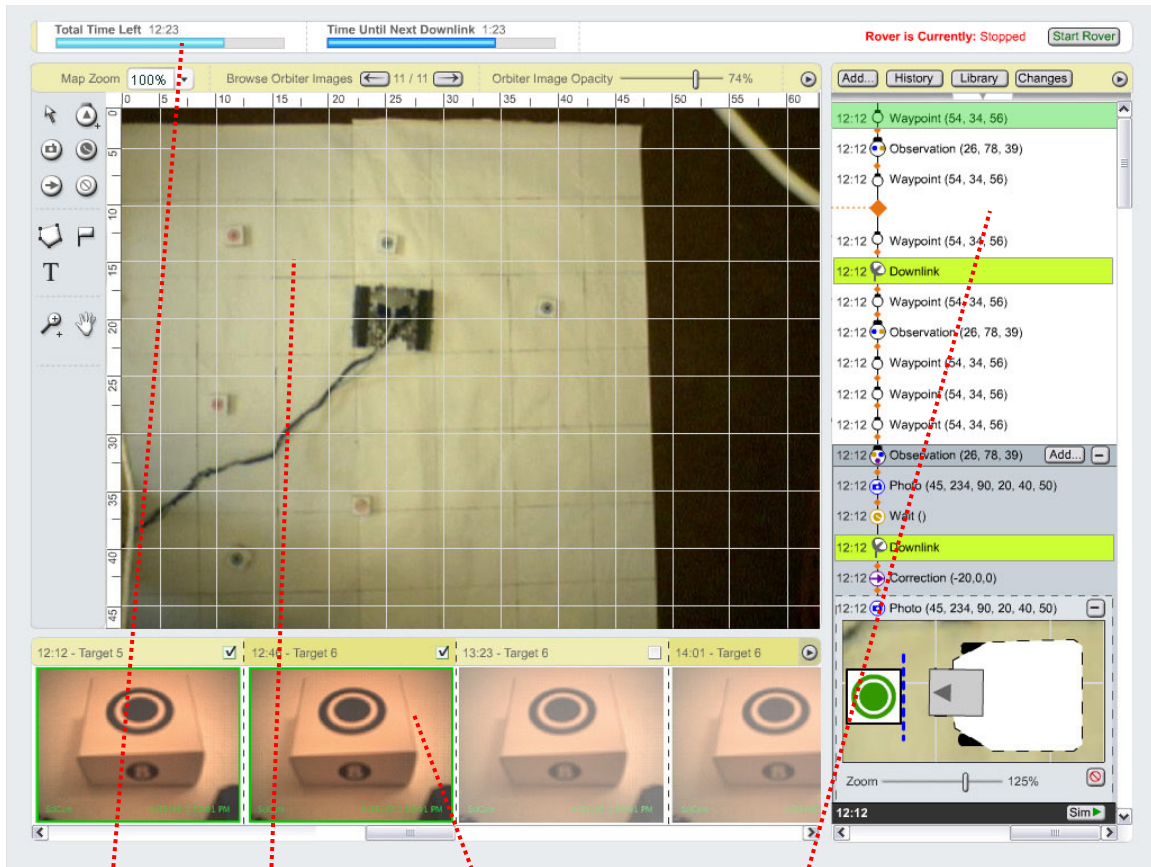 Total Time Left 12:23
Time Until Next Downlink 1:23
Rover is Currently: Stopped
Start Rover
Map Zoom 100%
Browse Orbiter Images 11 / 11
Orbiter Image Opacity 74%
Add... History Library Changes
0 5 10 15 20 25 30 35 40 45 50 55 60
0
5
10
15
20
25
30
35
40
45
T
12:12 Waypoint (54, 34, 56)
12:12 Observation (26, 78, 39)
12:12 Waypoint (54, 34, 56)
12:12 Waypoint (54, 34, 56)
12:12 Downlink
12:12 Waypoint (54, 34, 56)
12:12 Observation (26, 78, 39)
12:12 Waypoint (54, 34, 56)
12:12 Waypoint (54, 34, 56)
12:12 Waypoint (54, 34, 56)
12:12 Observation (26, 78, 39) Add...
12:12 Photo (45, 234, 90, 20, 40, 50)
12:12 Wait ()
12:12 Downlink
12:12 Correction (-20,0,0)
12:12 Photo (45, 234, 90, 20, 40, 50)
Zoom 125%
12:12 Sim
12:12 - Target 5
12:46 - Target 6
13:23 - Target 6
14:01 - Target 6